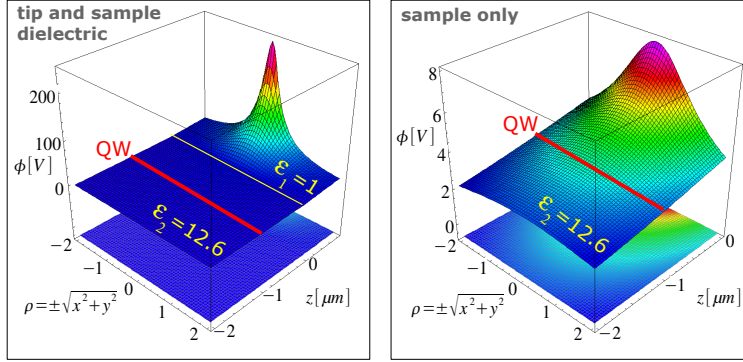 tip and sample
dielectric
200
100
0
ϕ[V]
QW
ε₁=1
ε₂=12.6
−2
−1
0
1
2
ρ=±√x²+y²
−2
−1
0
z[μm]
sample only
8
6
4
2
0
ϕ[V]
QW
ε₂=12.6
−2
−1
0
1
2
ρ=±√x²+y²
−2
−1
0
z[μm]